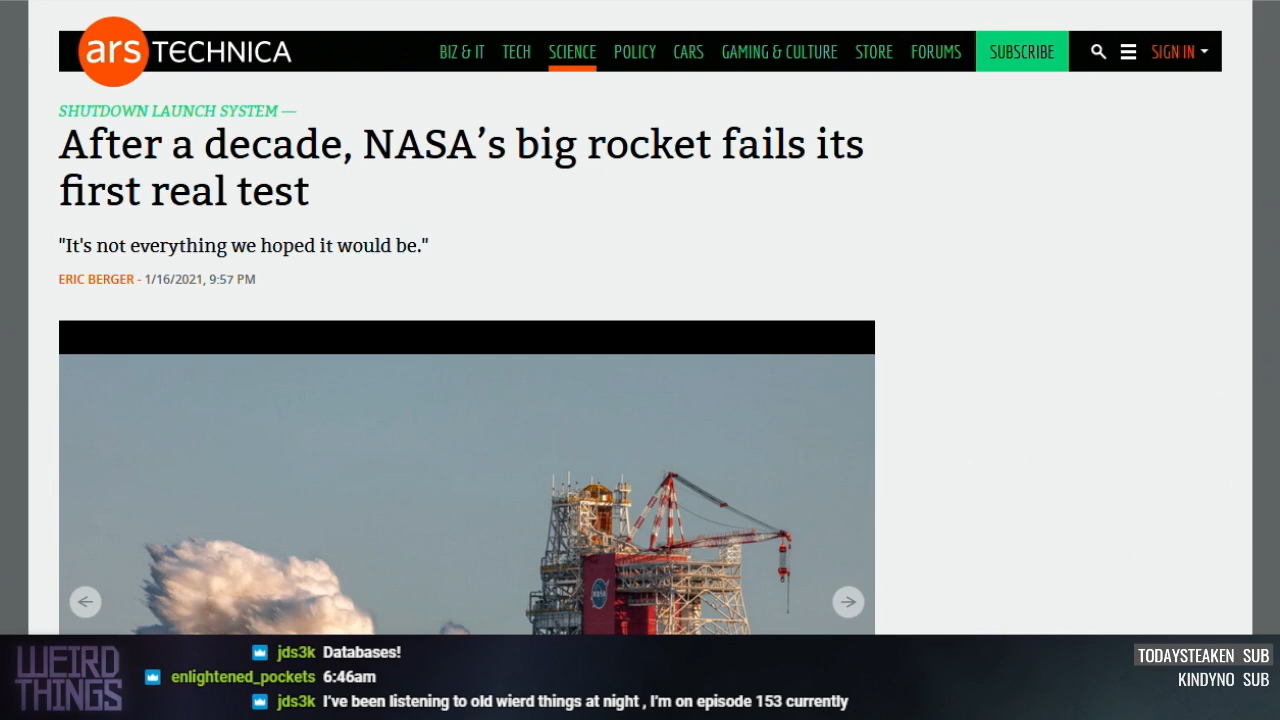 ars TECHNICA
BIZ & IT TECH SCIENCE POLICY CARS GAMING & CULTURE STORE FORUMS SUBSCRIBE SIGN IN
SHUTDOWN LAUNCH SYSTEM —
After a decade, NASA's big rocket fails its
first real test
"It's not everything we hoped it would be."
ERIC BERGER - 1/16/2021, 9:57 PM
NASA
WEIRD
THINGS
jds3k Databases!
enlightened_pockets 6:46am
jds3k I've been listening to old wierd things at night , I'm on episode 153 currently
TODAYSTEAKEN SUB
KINDYNO SUB